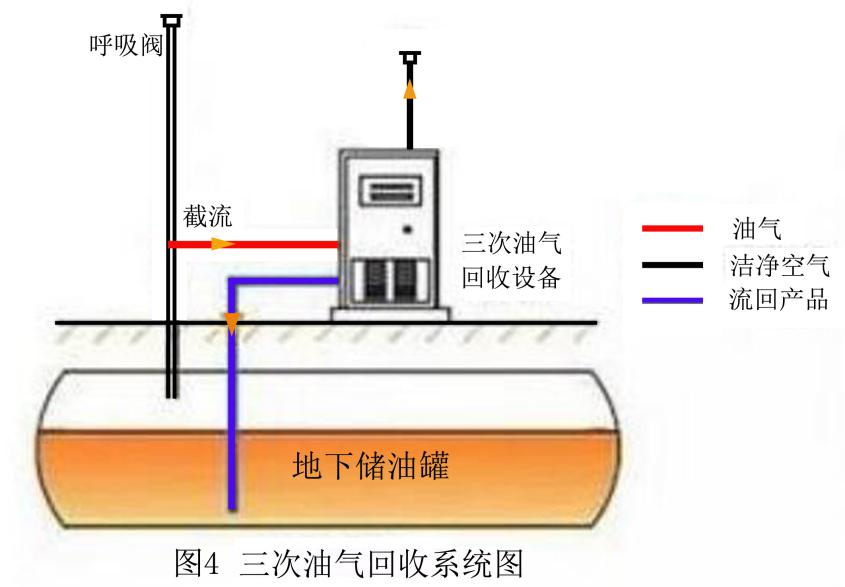 呼吸阀
截流
三次油气
回收设备
油气
洁净空气
流回产品
地下储油罐
图4 三次油气回收系统图